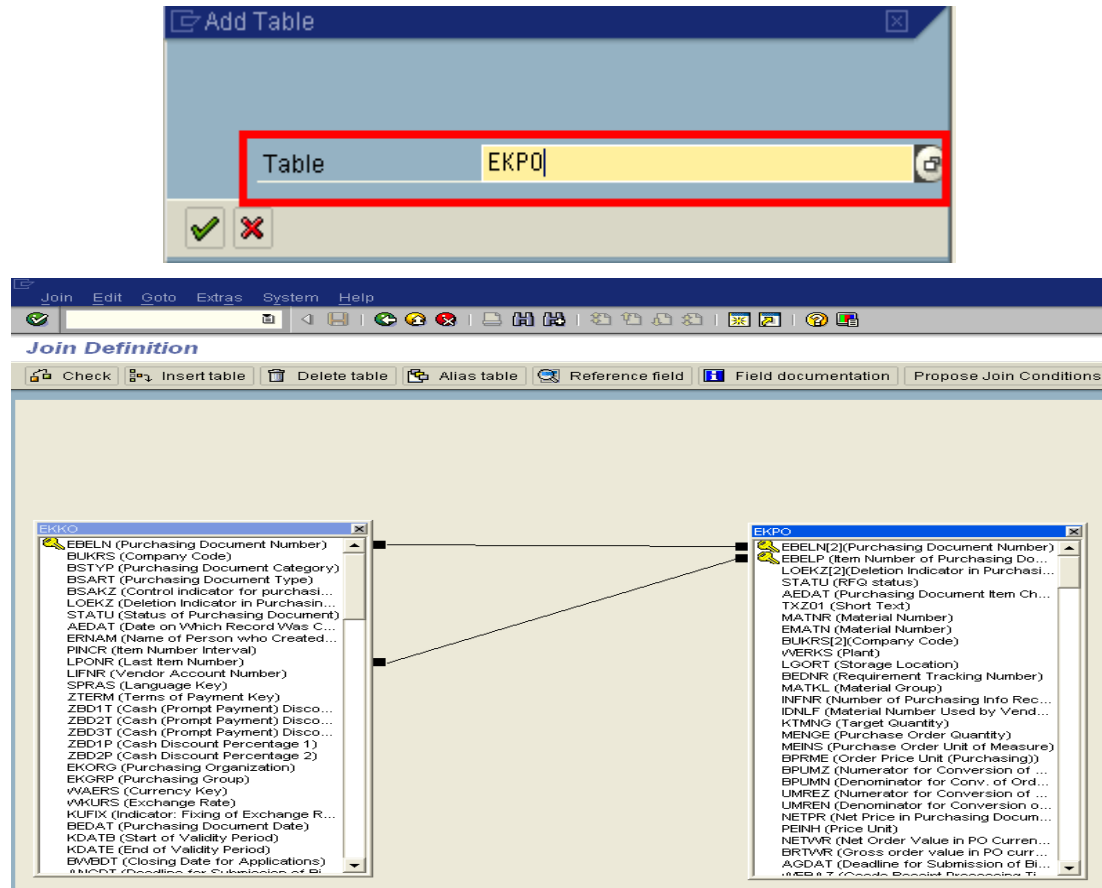 Add Table
Table EKPO
Join Edit Goto Extras System Help
Join Definition
Check Insert table Delete table Alias table Reference field Field documentation Propose Join Conditions
EKKO
EBELN (Purchasing Document Number)
BUKRS (Company Code)
BSTYP (Purchasing Document Category)
BSART (Purchasing Document Type)
BSAKZ (Control indicator for purchasi...
LOEKZ (Deletion Indicator in Purchasin...
STATU (Status of Purchasing Document)
AEDAT (Date on Which Record Was C...
ERNAM (Name of Person who Created...
PINCR (Item Number Interval)
LPONR (Last Item Number)
LIFNR (Vendor Account Number)
SPRAS (Language Key)
ZTERM (Terms of Payment Key)
ZBD1T (Cash (Prompt Payment) Disco...
ZBD2T (Cash (Prompt Payment) Disco...
ZBD3T (Cash (Prompt Payment) Disco...
ZBD1P (Cash Discount Percentage 1)
ZBD2P (Cash Discount Percentage 2)
EKORG (Purchasing Organization)
EKGRP (Purchasing Group)
WAERS (Currency Key)
WKURS (Exchange Rate)
KUFIX (Indicator: Fixing of Exchange R...
BEDAT (Purchasing Document Date)
KDATB (Start of Validity Period)
KDATE (End of Validity Period)
BWBDT (Closing Date for Applications)
ANGDT (Deadline for Submission of Bi...
EKPO
EBELN[2](Purchasing Document Number)
EBELP (Item Number of Purchasing Do...
LOEKZ[2](Deletion Indicator in Purchasi...
STATU (RFQ status)
AEDAT (Purchasing Document Item Ch...
TXZ01 (Short Text)
MATNR (Material Number)
EMATN (Material Number)
BUKRS[2](Company Code)
WERKS (Plant)
LGORT (Storage Location)
BEDNR (Requirement Tracking Number)
MATKL (Material Group)
INFNR (Number of Purchasing Info Rec...
IDNLF (Material Number Used by Vend...
KTMNG (Target Quantity)
MENGE (Purchase Order Quantity)
MEINS (Purchase Order Unit of Measure)
BPRME (Order Price Unit (Purchasing))
BPUMZ (Numerator for Conversion of ...
BPUMN (Denominator for Conv. of Ord...
UMREZ (Numerator for Conversion of ...
UMREN (Denominator for Conversion o...
NETPR (Net Price in Purchasing Docum...
PEINH (Price Unit)
NETWR (Net Order Value in PO Curren...
BRTWR (Gross order value in PO curr...
AGDAT (Deadline for Submission of Bi...
WEBAZ (Goods Receipt Processing Ti...